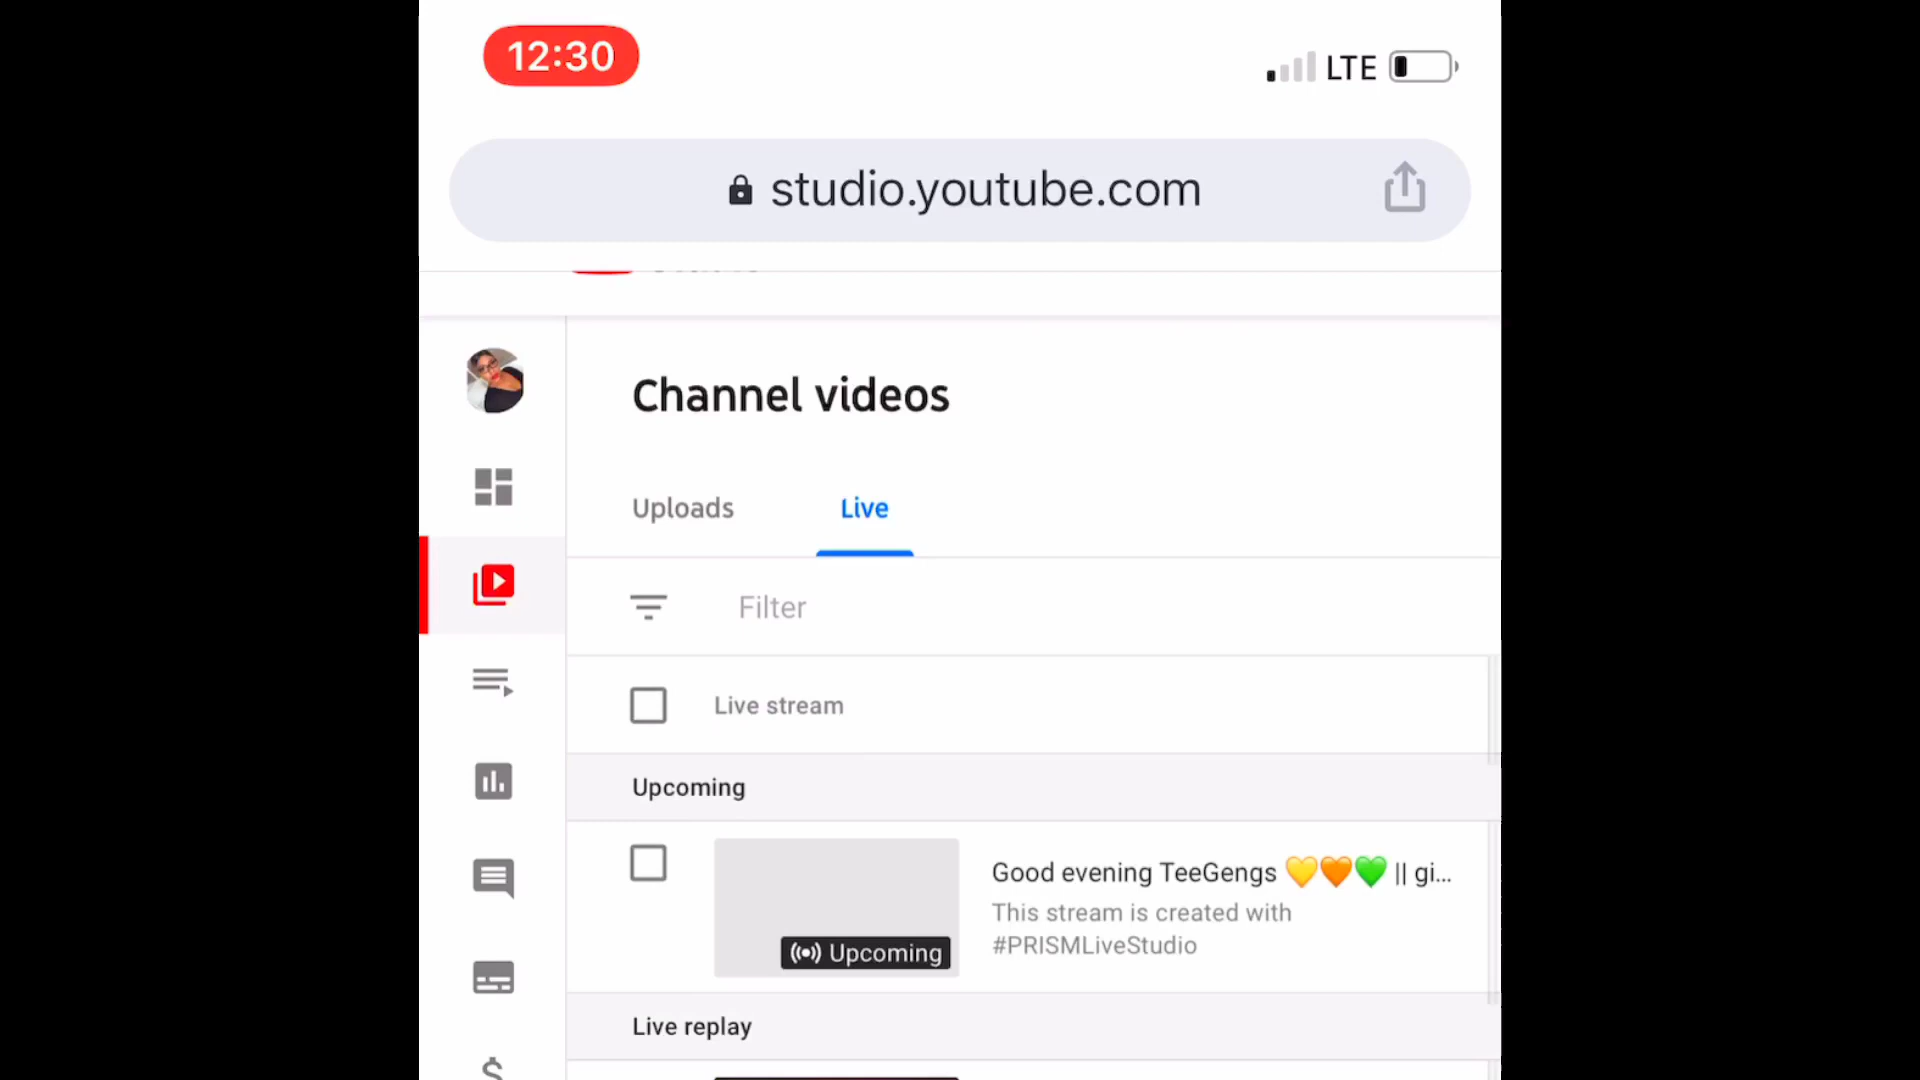 12:30
LTE
studio.youtube.com
Channel videos
Uploads
Live
Filter
Live stream
Upcoming
Good evening TeeGengs 💛🧡💚 || gi...
This stream is created with
#PRISMLiveStudio
Upcoming
Live replay